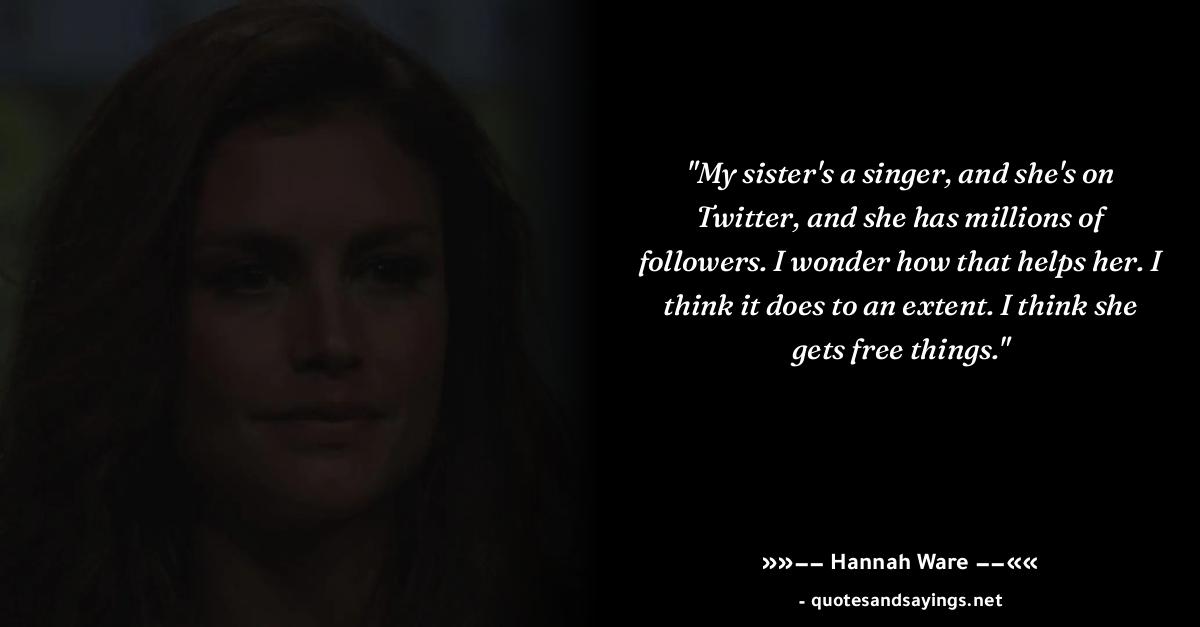 "My sister's a singer, and she's on
Twitter, and she has millions of
followers. I wonder how that helps her. I
think it does to an extent. I think she
gets free things."
»»–– Hannah Ware ––««
- quotesandsayings.net